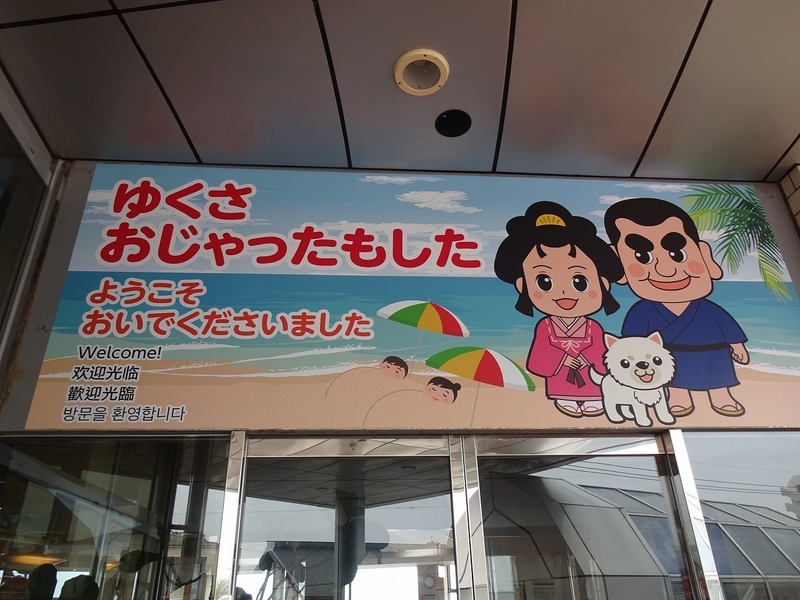 ゆくさ
おじゃったもした
ようこそ
おいでくださいました
Welcome!
欢迎光临
歡迎光臨
방문을 환영합니다